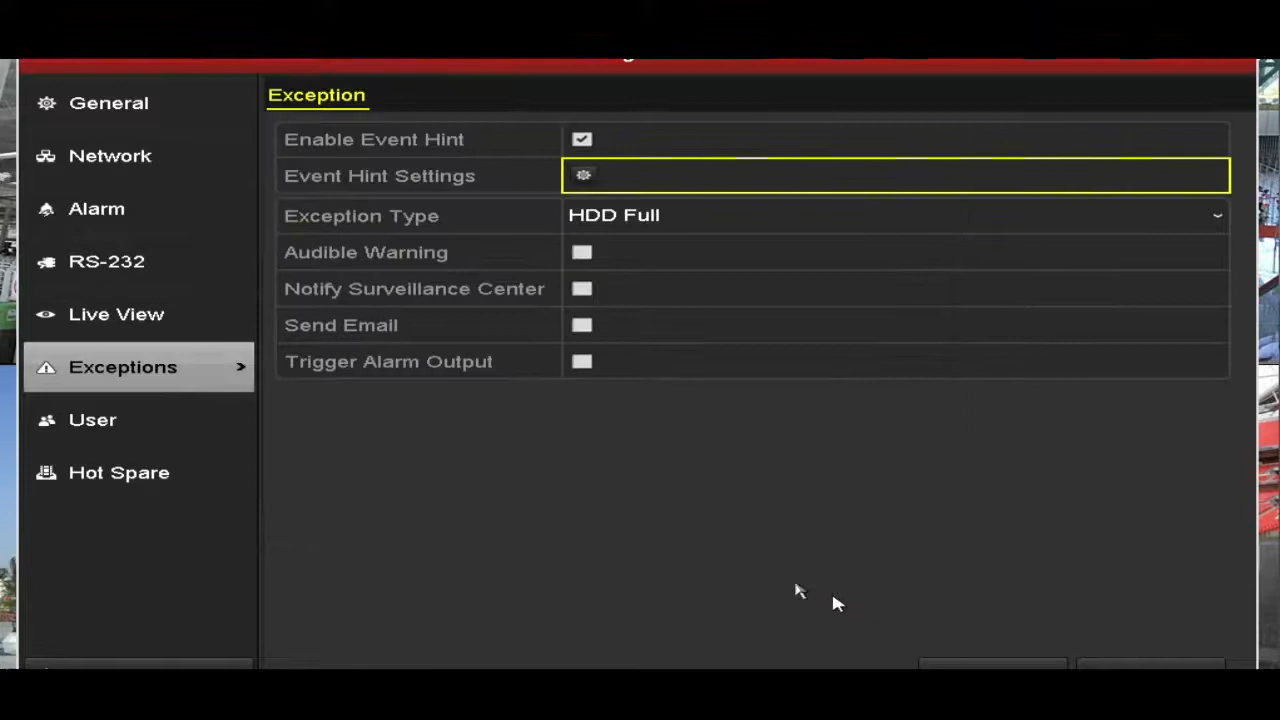 General
Network
Alarm
RS-232
Live View
Exceptions
User
Hot Spare
Exception
Enable Event Hint
Event Hint Settings
Exception Type HDD Full
Audible Warning
Notify Surveillance Center
Send Email
Trigger Alarm Output